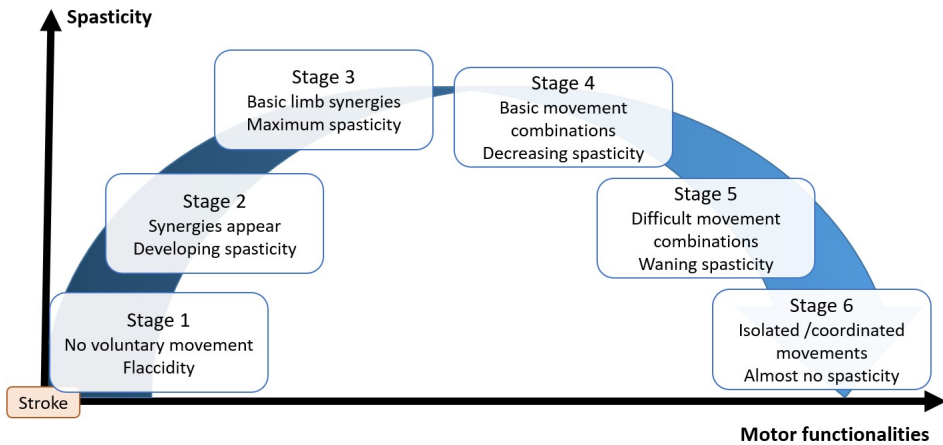 Spasticity
Stage 3
Basic limb synergies
Maximum spasticity
Stage 4
Basic movement
combinations
Decreasing spasticity
Stage 2
Synergies appear
Developing spasticity
Stage 5
Difficult movement
combinations
Waning spasticity
Stage 1
No voluntary movement
Flaccidity
Stage 6
Isolated /coordinated
movements
Almost no spasticity
Stroke
Motor functionalities